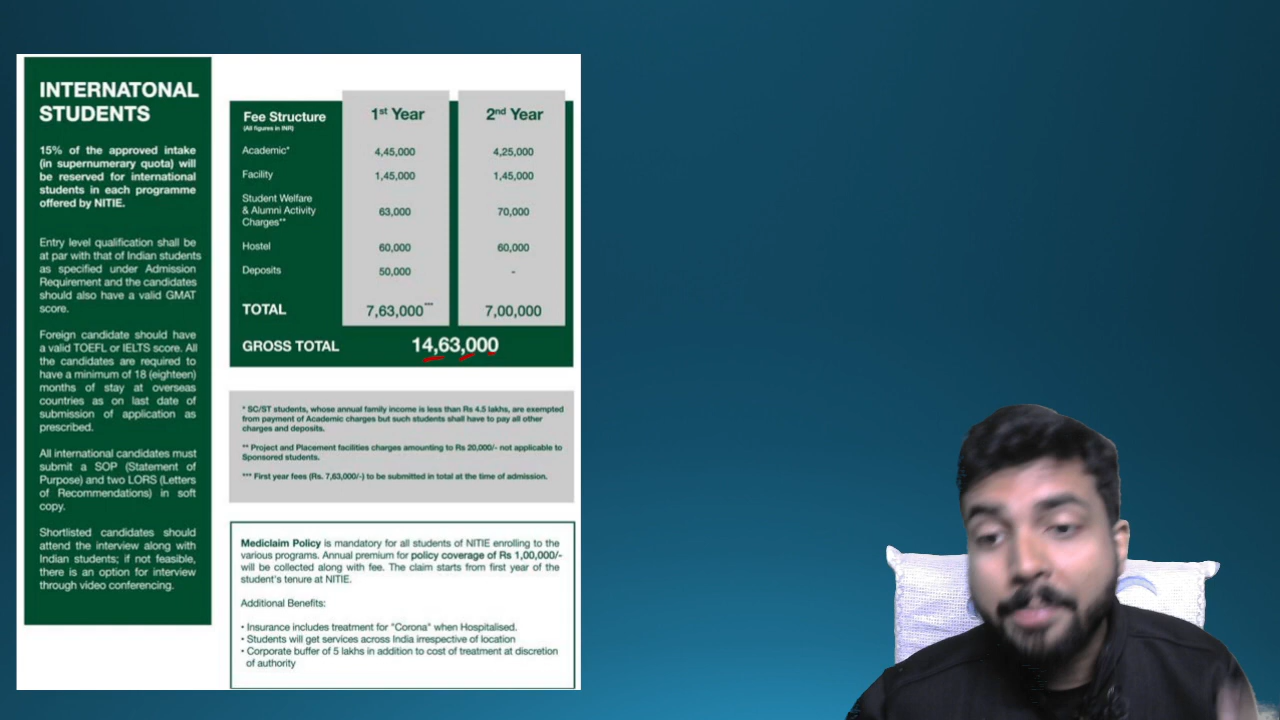 INTERNATONAL
STUDENTS
15% of the approved intake
(in supernumerary quota) will
be reserved for international
students in each programme
offered by NITIE.
Entry level qualification shall be
at par with that of Indian students
as specified under Admission
Requirement and the candidates
should also have a valid GMAT
score.
Foreign candidate should have
a valid TOEFL or IELTS score. All
the candidates are required to
have a minimum of 18 (eighteen)
months of stay at overseas
countries as on last date of
submission of application as
prescribed.
All international candidates must
submit a SOP (Statement of
Purpose) and two LORS (Letters
of Recommendations) in soft
copy.
Shortlisted candidates should
attend the interview along with
Indian students; if not feasible,
there is an option for interview
through video conferencing.
Fee Structure 1st Year 2nd Year
(All figures in INR)
Academic* 4,45,000 4,25,000
Facility 1,45,000 1,45,000
Student Welfare
& Alumni Activity 63,000 70,000
Charges**
Hostel 60,000 60,000
Deposits 50,000 -
TOTAL 7,63,000*** 7,00,000
GROSS TOTAL 14,63,000
* SC/ST students, whose annual family income is less than Rs 4.5 lakhs, are exempted
from payment of Academic charges but such students shall have to pay all other
charges and deposits.
** Project and Placement facilities charges amounting to Rs 20,000/- not applicable to
Sponsored students.
*** First year fees (Rs. 7,63,000/-) to be submitted in total at the time of admission.
Mediclaim Policy is mandatory for all students of NITIE enrolling to the
various programs. Annual premium for policy coverage of Rs 1,00,000/-
will be collected along with fee. The claim starts from first year of the
student's tenure at NITIE.
Additional Benefits:
• Insurance includes treatment for "Corona" when Hospitalised.
• Students will get services across India irrespective of location
• Corporate buffer of 5 lakhs in addition to cost of treatment at discretion
of authority